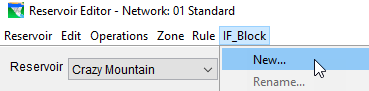 Reservoir Editor - Network: 01 Standard
Reservoir Edit Operations Zone Rule IF_Block
Reservoir Crazy Mountain
New...
Rename...